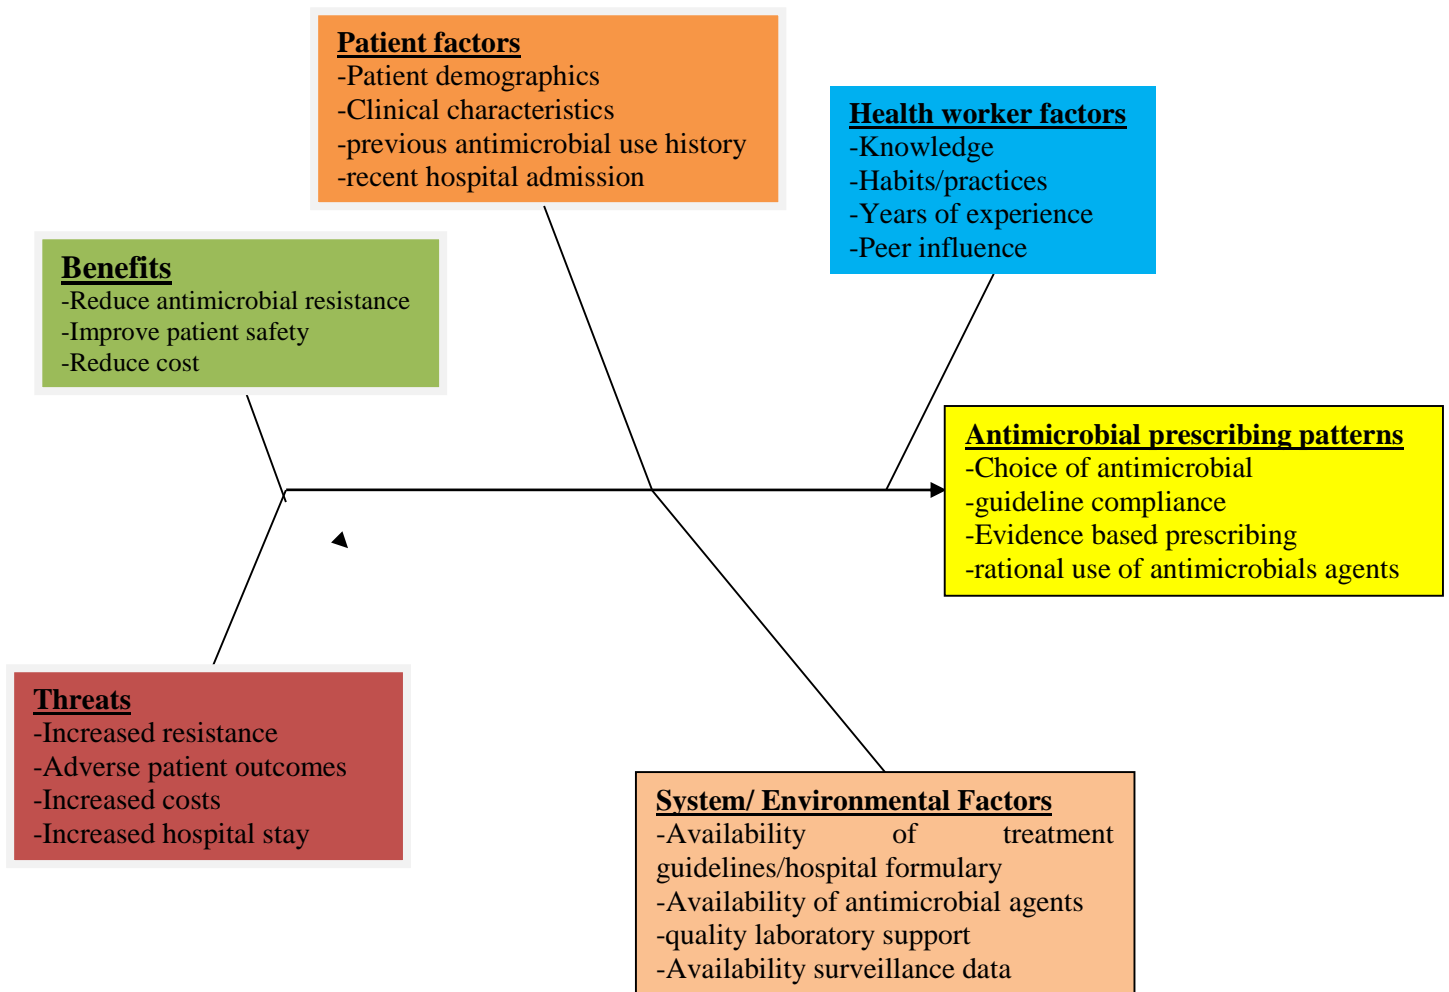 Patient factors
-Patient demographics
-Clinical characteristics
-previous antimicrobial use history
-recent hospital admission
Health worker factors
-Knowledge
-Habits/practices
-Years of experience
-Peer influence
Benefits
-Reduce antimicrobial resistance
-Improve patient safety
-Reduce cost
Antimicrobial prescribing patterns
-Choice of antimicrobial
-guideline compliance
-Evidence based prescribing
-rational use of antimicrobials agents
Threats
-Increased resistance
-Adverse patient outcomes
-Increased costs
-Increased hospital stay
System/ Environmental Factors
-Availability of treatment
guidelines/hospital formulary
-Availability of antimicrobial agents
-quality laboratory support
-Availability surveillance data